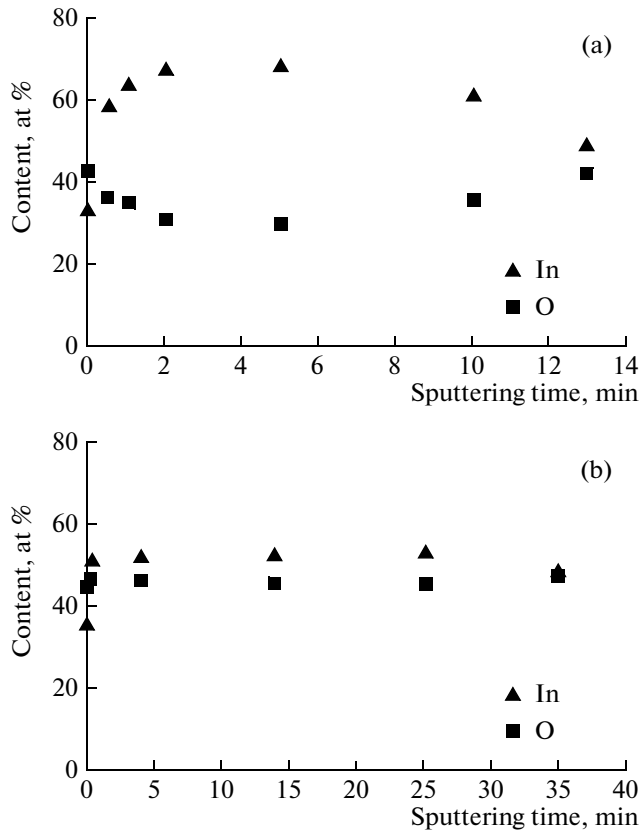 80
(a)
60
Content, at %
40
20
In
O
0
0 2 4 6 8 10 12 14
Sputtering time, min
80
(b)
60
Content, at %
40
20
In
O
0
0 5 10 15 20 25 30 35 40
Sputtering time, min